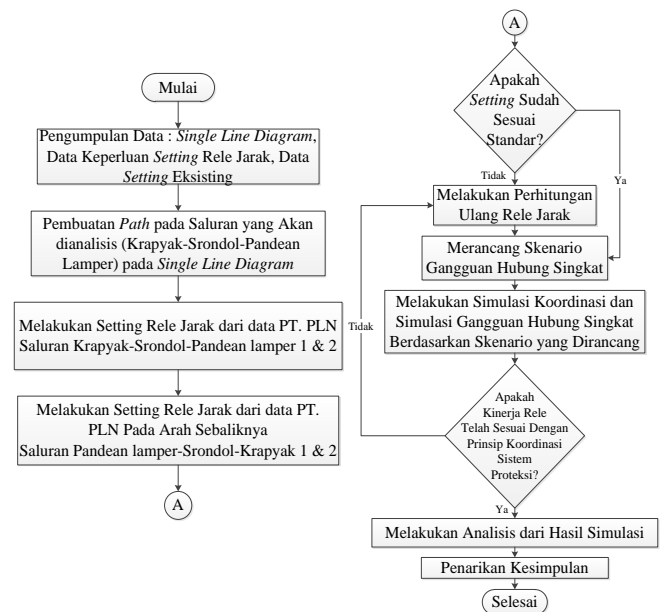 Mulai
Pengumpulan Data : Single Line Diagram,
Data Keperluan Setting Rele Jarak, Data
Setting Eksisting
Pembuatan Path pada Saluran yang Akan
dianalisis (Krapyak-Srondol-Pandean
Lamper) pada Single Line Diagram
Melakukan Setting Rele Jarak dari data PT. PLN
Saluran Krapyak-Srondol-Pandean lamper 1 & 2
Melakukan Setting Rele Jarak dari data PT.
PLN Pada Arah Sebaliknya
Saluran Pandean lamper-Srondol-Krapyak 1 & 2
A
A
Apakah
Setting Sudah
Sesuai
Standar?
Tidak
Ya
Melakukan Perhitungan
Ulang Rele Jarak
Merancang Skenario
Gangguan Hubung Singkat
Melakukan Simulasi Koordinasi dan
Simulasi Gangguan Hubung Singkat
Berdasarkan Skenario yang Dirancang
Tidak
Apakah
Kinerja Rele
Telah Sesuai Dengan
Prinsip Koordinasi
Sistem
Proteksi?
Ya
Melakukan Analisis dari Hasil Simulasi
Penarikan Kesimpulan
Selesai